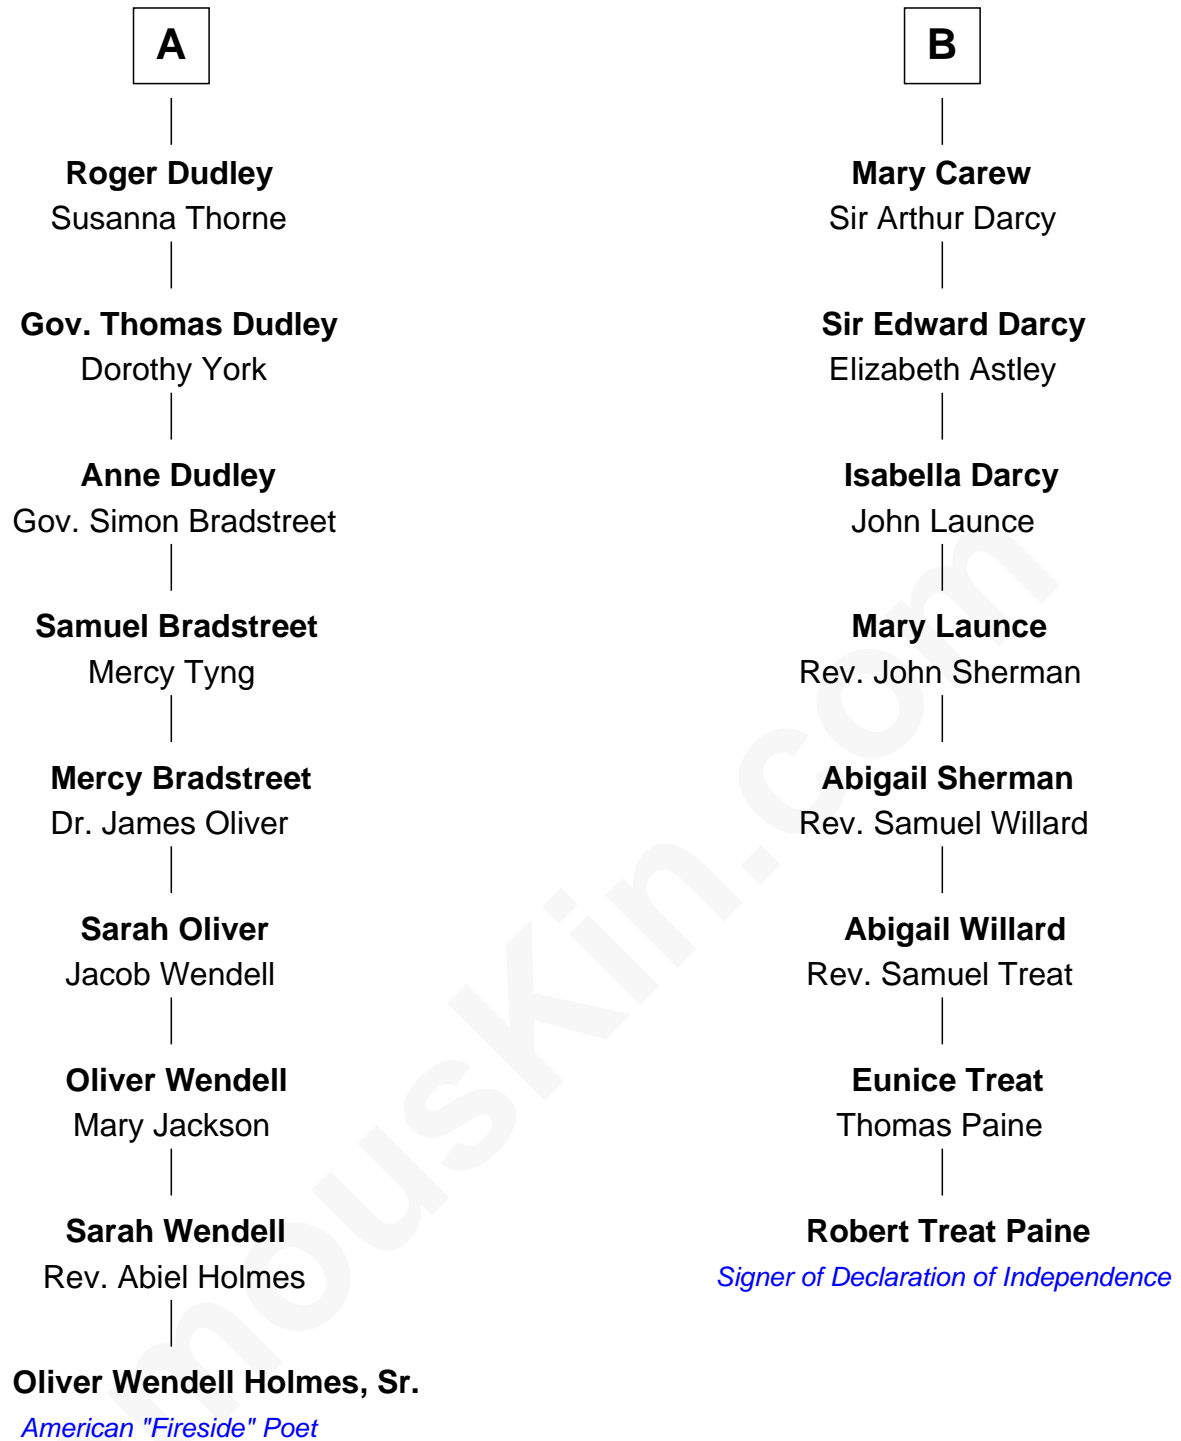 A
Roger Dudley
Susanna Thorne
Gov. Thomas Dudley
Dorothy York
Anne Dudley
Gov. Simon Bradstreet
Samuel Bradstreet
Mercy Tyng
Mercy Bradstreet
Dr. James Oliver
Sarah Oliver
Jacob Wendell
Oliver Wendell
Mary Jackson
Sarah Wendell
Rev. Abiel Holmes
Oliver Wendell Holmes, Sr.
American "Fireside" Poet
B
Mary Carew
Sir Arthur Darcy
Sir Edward Darcy
Elizabeth Astley
Isabella Darcy
John Launce
Mary Launce
Rev. John Sherman
Abigail Sherman
Rev. Samuel Willard
Abigail Willard
Rev. Samuel Treat
Eunice Treat
Thomas Paine
Robert Treat Paine
Signer of Declaration of Independence
mousKin.com